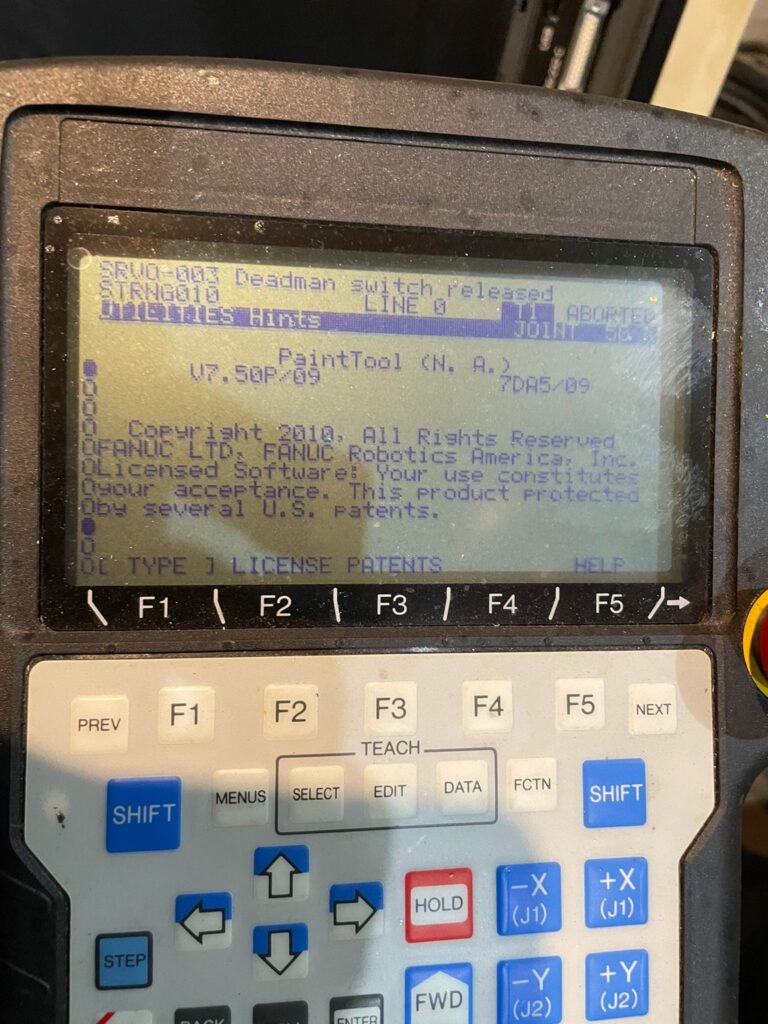 SRVO-003 Deadman switch released
STRNG010 LINE 0 T1 ABORTED
UTILITIES Hints JOINT 50 %
PaintTool (N. A.)
V7.50P/09 7DA5/09
Copyright 2010, All Rights Reserved
FANUC LTD, FANUC Robotics America, Inc.
Licensed Software: Your use constitutes
your acceptance. This product protected
by several U.S. patents.
[ TYPE ] LICENSE PATENTS HELP
F1 F2 F3 F4 F5
PREV F1 F2 F3 F4 F5 NEXT
TEACH
SHIFT MENUS SELECT EDIT DATA FCTN SHIFT
HOLD -X (J1) +X (J1)
STEP
FWD -Y (J2) +Y (J2)
ENTER